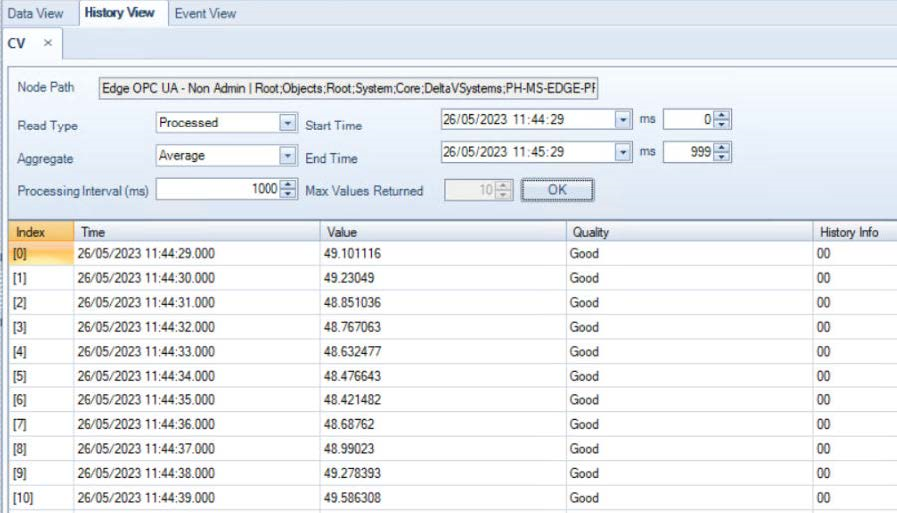 Data View History View Event View
CV ×
Node Path Edge OPC UA - Non Admin | Root;Objects;Root;System;Core;DeltaVSystems;PH-MS-EDGE-PF
Read Type Processed Start Time 26/05/2023 11:44:29 ms 0
Aggregate Average End Time 26/05/2023 11:45:29 ms 999
Processing Interval (ms) 1000 Max Values Returned 10 OK
Index Time Value Quality History Info
[0] 26/05/2023 11:44:29.000 49.101116 Good 00
[1] 26/05/2023 11:44:30.000 49.23049 Good 00
[2] 26/05/2023 11:44:31.000 48.851036 Good 00
[3] 26/05/2023 11:44:32.000 48.767063 Good 00
[4] 26/05/2023 11:44:33.000 48.632477 Good 00
[5] 26/05/2023 11:44:34.000 48.476643 Good 00
[6] 26/05/2023 11:44:35.000 48.421482 Good 00
[7] 26/05/2023 11:44:36.000 48.68762 Good 00
[8] 26/05/2023 11:44:37.000 48.99023 Good 00
[9] 26/05/2023 11:44:38.000 49.278393 Good 00
[10] 26/05/2023 11:44:39.000 49.586308 Good 00